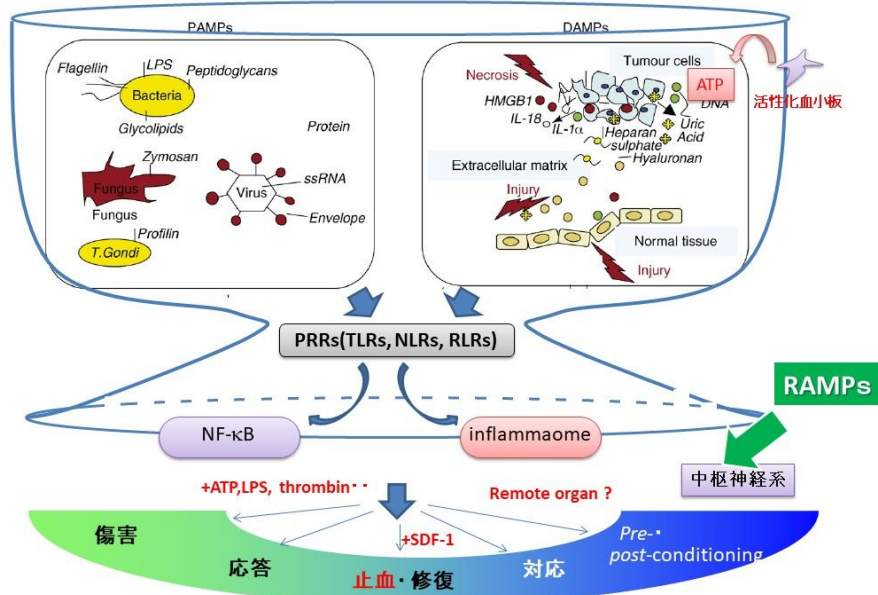 PAMPs
DAMPs
Flagellin
LPS
Peptidoglycans
Bacteria
Glycolipids
Protein
Zymosan
Fungus
Fungus
ssRNA
Virus
Envelope
Profilin
T.Gondi
Necrosis
Tumour cells
ATP
活性化血小板
HMGB1
DNA
IL-18
IL-1α
Uric
Acid
Heparan
sulphate
Hyaluronan
Extracellular matrix
Injury
Normal tissue
Injury
PRRs(TLRs, NLRs, RLRs)
RAMPs
NF-κB
inflammaome
中枢神経系
+ATP,LPS, thrombin・・
Remote organ ?
+SDF-1
傷害
応答
止血・修復
対応
Pre-・
post-conditioning